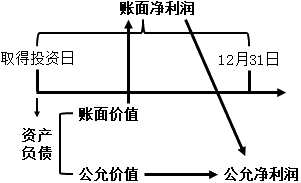 账面净利润
取得投资日
12月31日
资产
负债
账面价值
公允价值
公允净利润